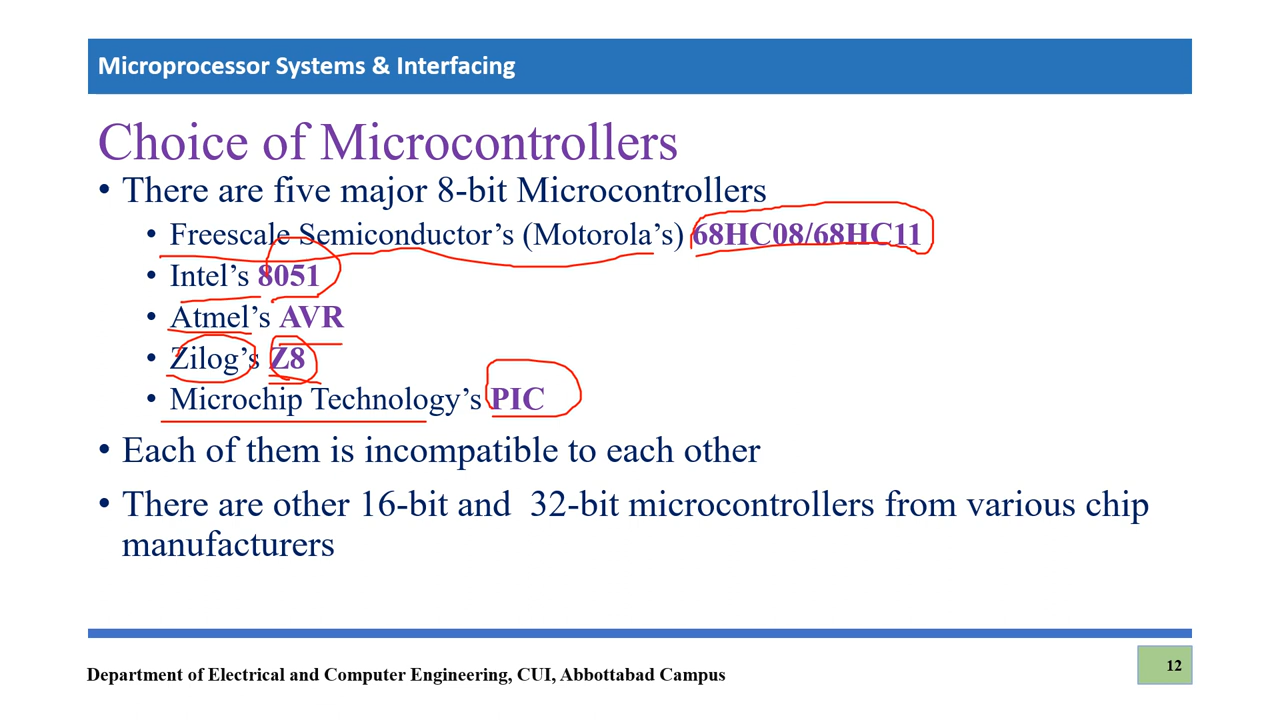 Microprocessor Systems & Interfacing
Choice of Microcontrollers
• There are five major 8-bit Microcontrollers
• Freescale Semiconductor’s (Motorola’s) 68HC08/68HC11
• Intel’s 8051
• Atmel’s AVR
• Zilog’s Z8
• Microchip Technology’s PIC
• Each of them is incompatible to each other
• There are other 16-bit and 32-bit microcontrollers from various chip
manufacturers
Department of Electrical and Computer Engineering, CUI, Abbottabad Campus
12